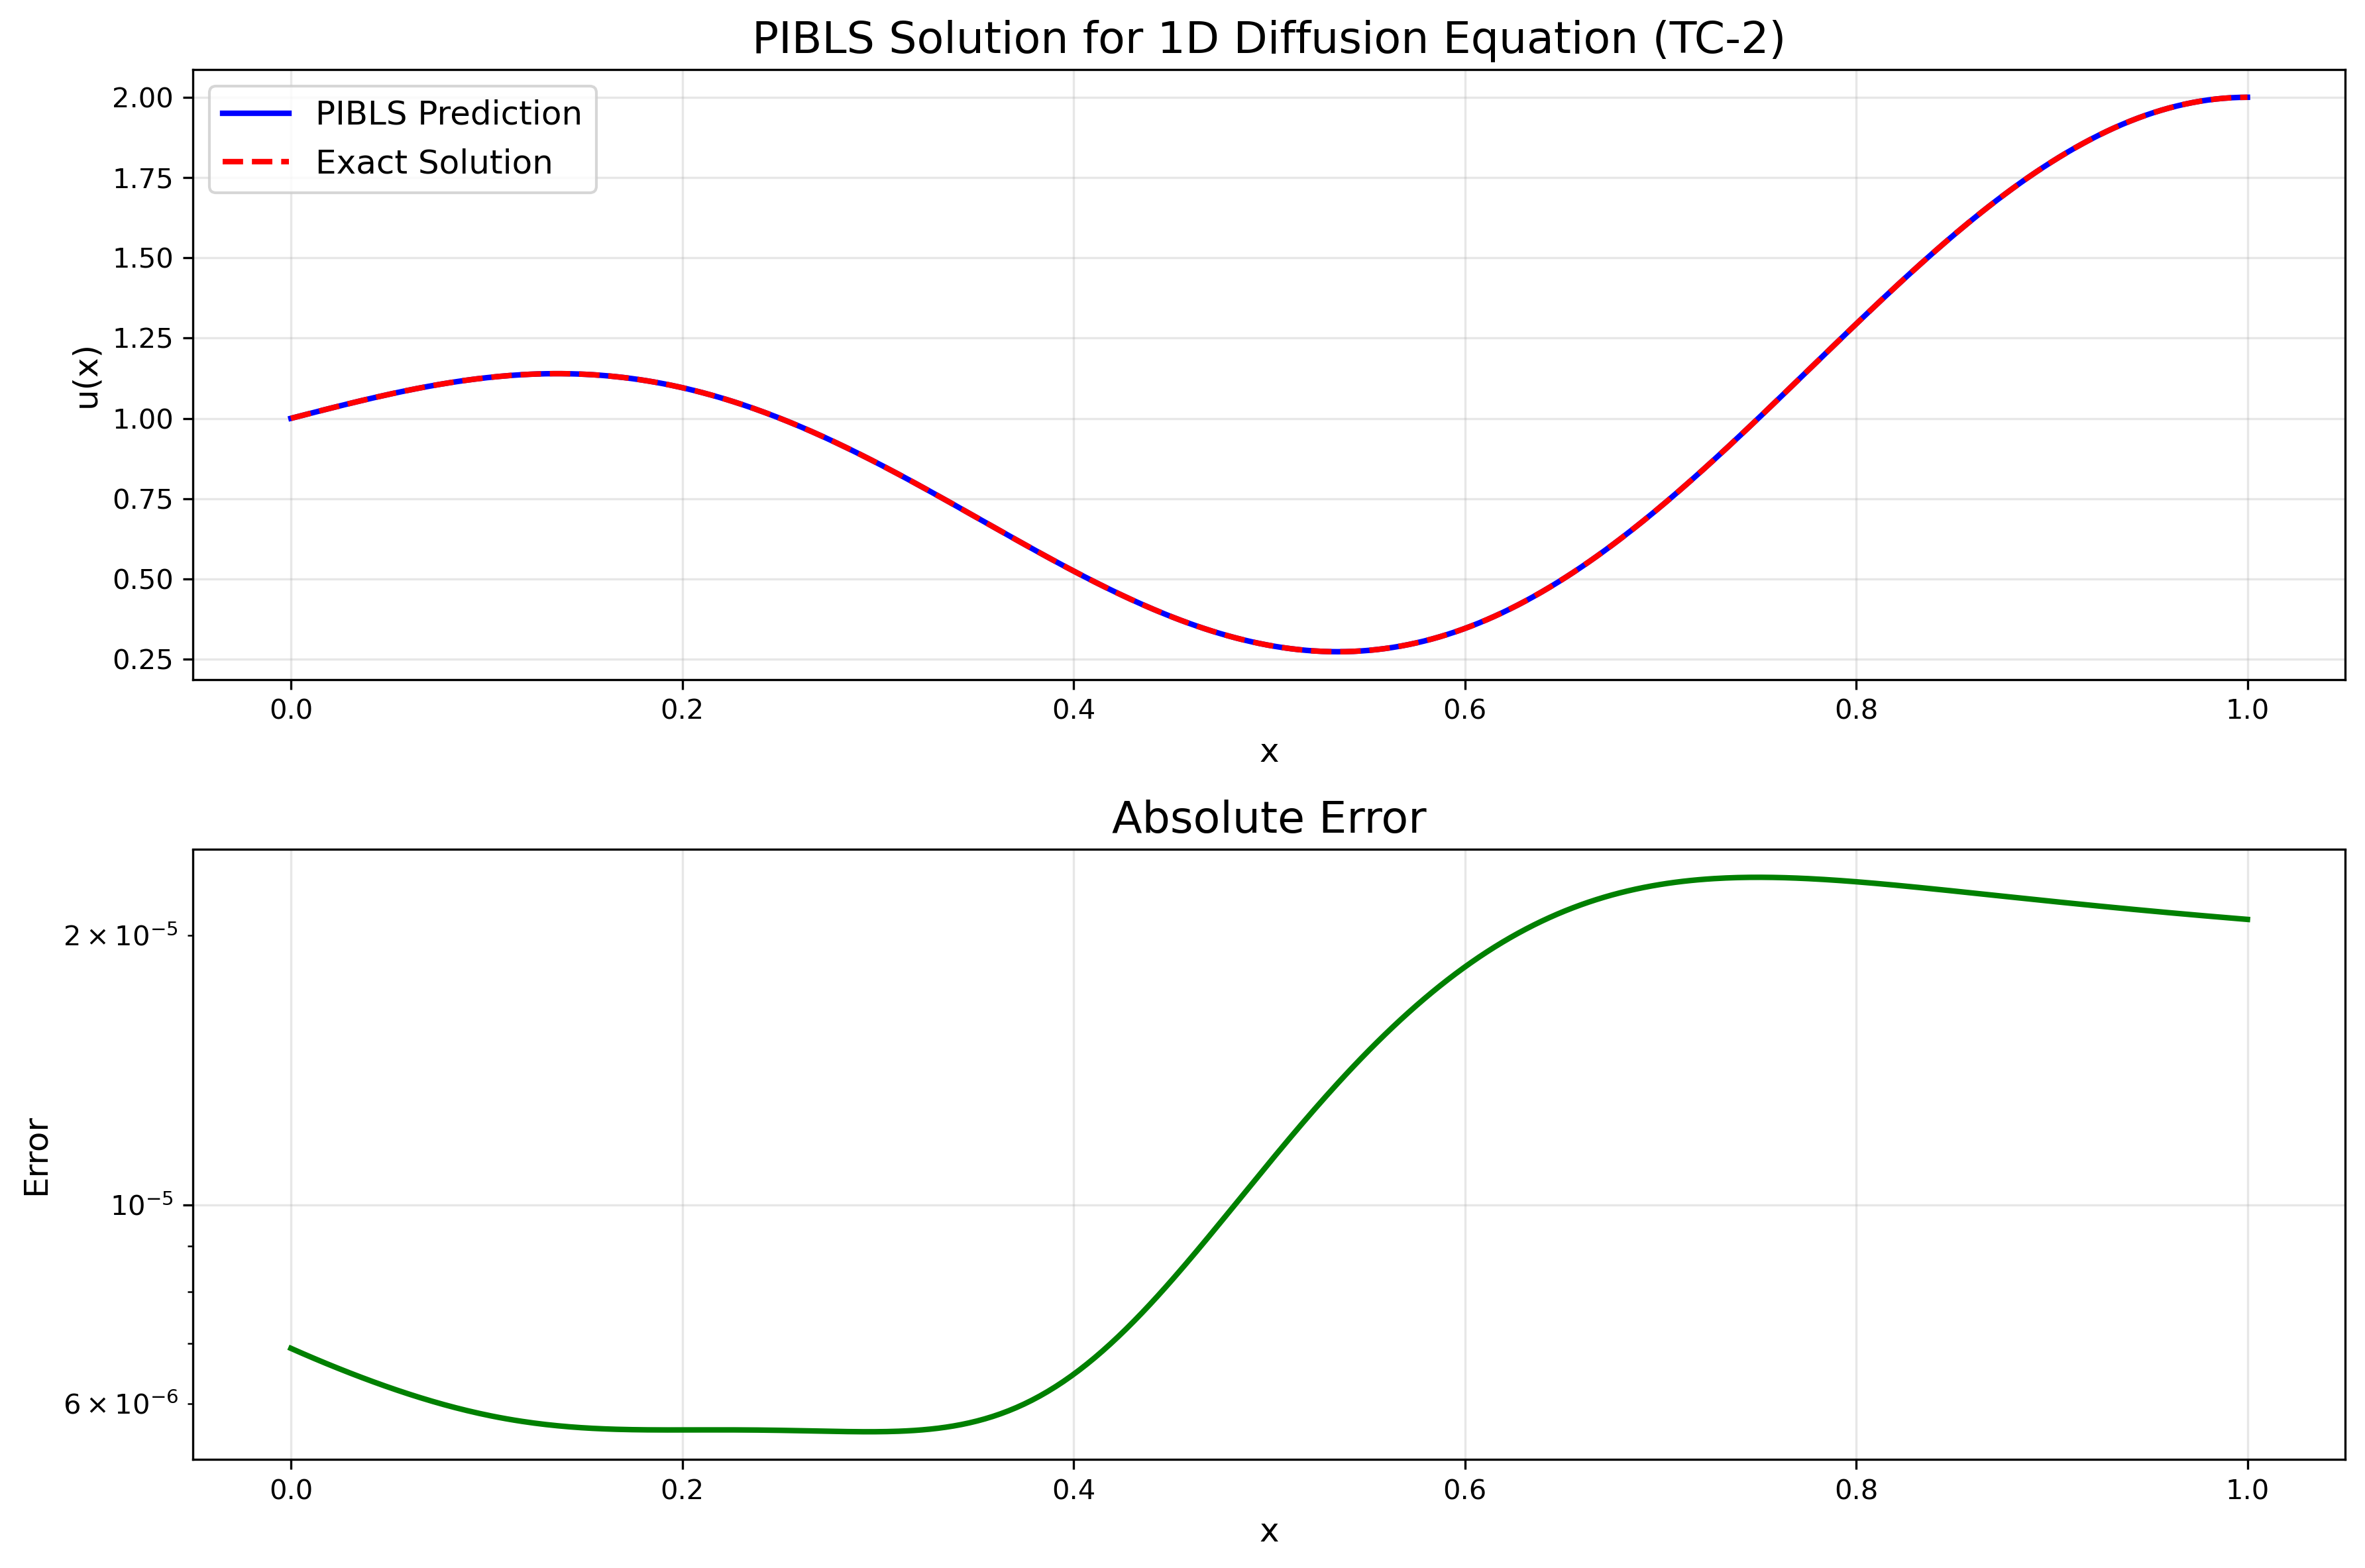 PIBLS Solution for 1D Diffusion Equation (TC-2)
PIBLS Prediction
Exact Solution
u(x)
2.00
1.75
1.50
1.25
1.00
0.75
0.50
0.25
0.0 0.2 0.4 0.6 0.8 1.0
x
Absolute Error
Error
2 × 10⁻⁵
10⁻⁵
6 × 10⁻⁶
0.0 0.2 0.4 0.6 0.8 1.0
x